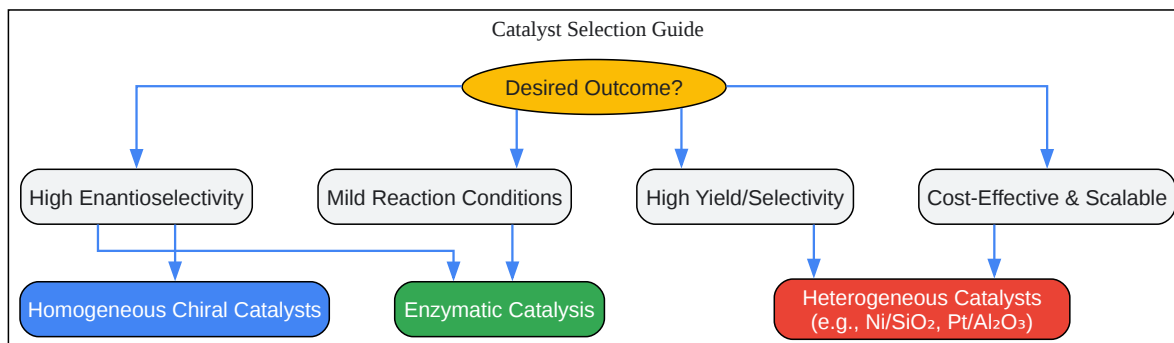 Catalyst Selection Guide
Desired Outcome?
High Enantioselectivity
Mild Reaction Conditions
High Yield/Selectivity
Cost-Effective & Scalable
Homogeneous Chiral Catalysts
Enzymatic Catalysis
Heterogeneous Catalysts
(e.g., Ni/SiO₂, Pt/Al₂O₃)